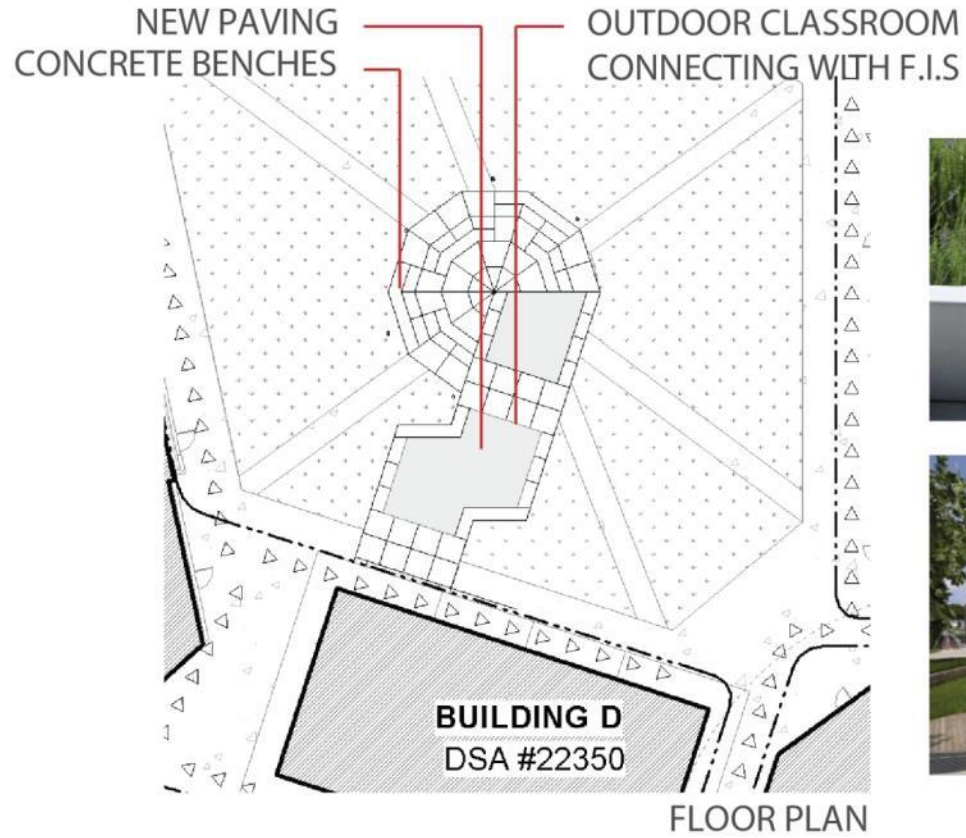 NEW PAVING
CONCRETE BENCHES
OUTDOOR CLASSROOM
CONNECTING WITH F.I.S
BUILDING D
DSA #22350
FLOOR PLAN